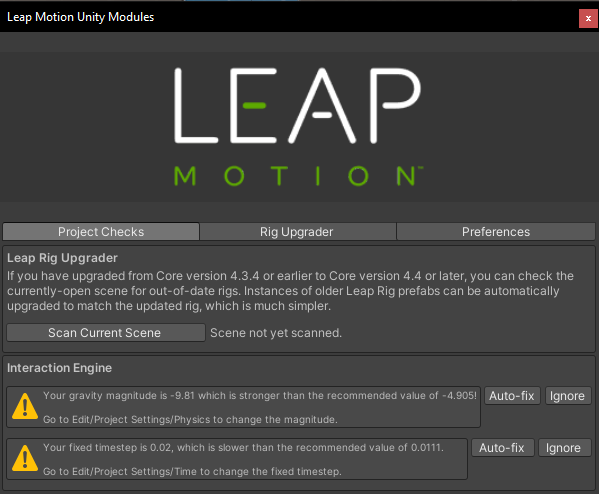 Leap Motion Unity Modules
x
LEAP
MOTION™
Project Checks Rig Upgrader Preferences
Leap Rig Upgrader
If you have upgraded from Core version 4.3.4 or earlier to Core version 4.4 or later, you can check the
currently-open scene for out-of-date rigs. Instances of older Leap Rig prefabs can be automatically
upgraded to match the updated rig, which is much simpler.
Scan Current Scene Scene not yet scanned.
Interaction Engine
Your gravity magnitude is -9.81 which is stronger than the recommended value of -4.905! Auto-fix Ignore
Go to Edit/Project Settings/Physics to change the magnitude.
Your fixed timestep is 0.02, which is slower than the recommended value of 0.0111. Auto-fix Ignore
Go to Edit/Project Settings/Time to change the fixed timestep.